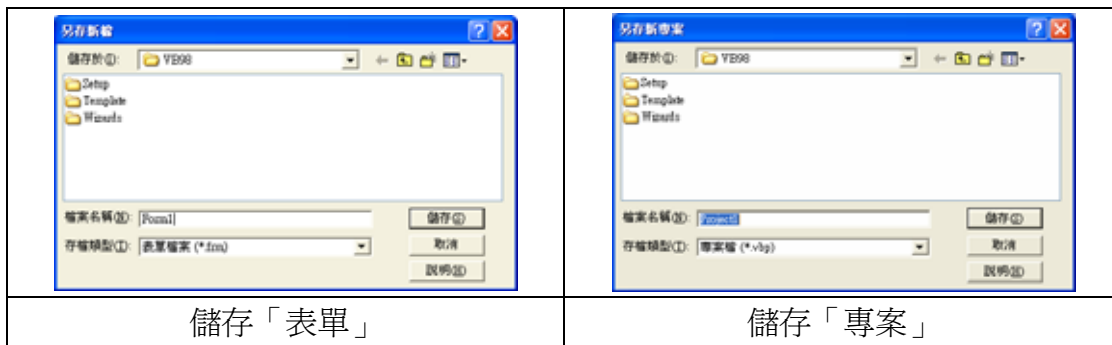 另存新檔
儲存於(I): VB98
Setup
Template
Wizards
檔案名稱(N): Form1
儲存(S)
存檔類型(T): 表單檔案 (*.frm)
取消
說明(H)
儲存「表單」
另存新專案
儲存於(I): VB98
Setup
Template
Wizards
檔案名稱(N): Project1
儲存(S)
存檔類型(T): 專案檔 (*.vbp)
取消
說明(H)
儲存「專案」